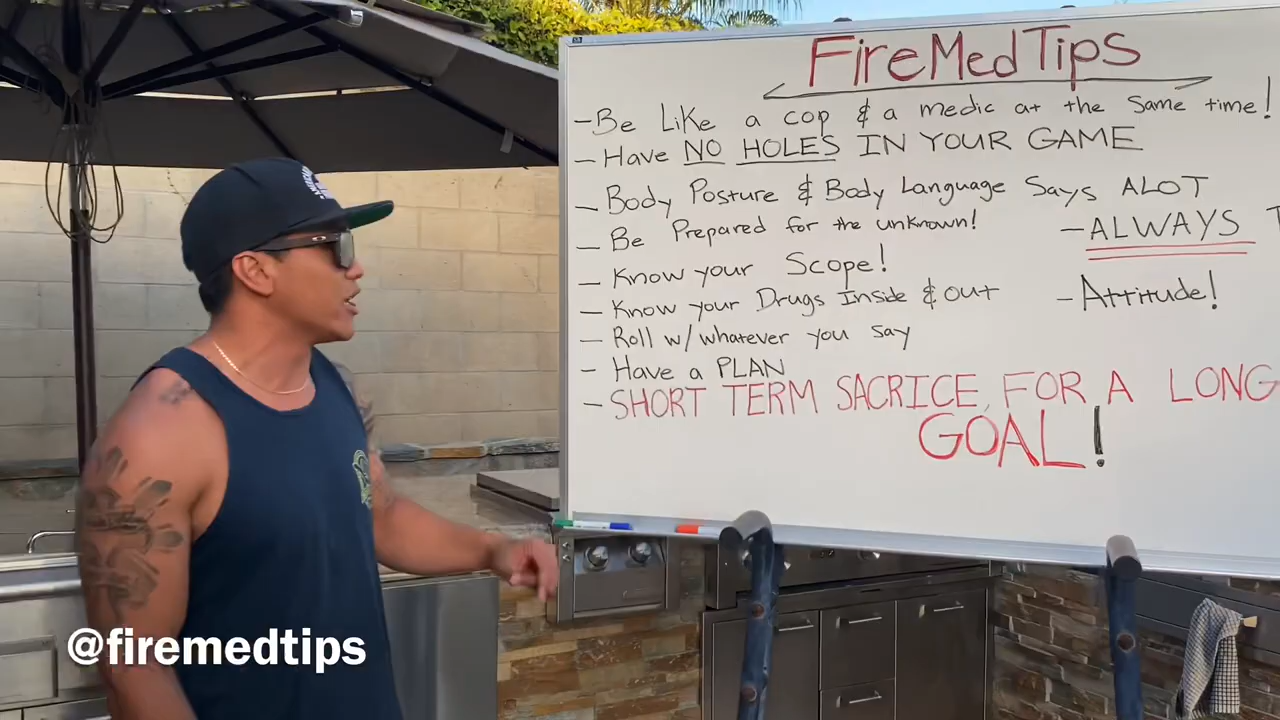 FireMedTips
- Be Like a cop & a medic at the same time!
- Have NO HOLES IN YOUR GAME
- Body Posture & Body Language Says ALOT
- Be Prepared for the unknown!
- Know your Scope!
- Know your Drugs Inside & out
- Roll w/ whatever you say
- Have a PLAN
- SHORT TERM SACRICE FOR A LONG
GOAL!
- ALWAYS T
- Attitude!
@firemedtips